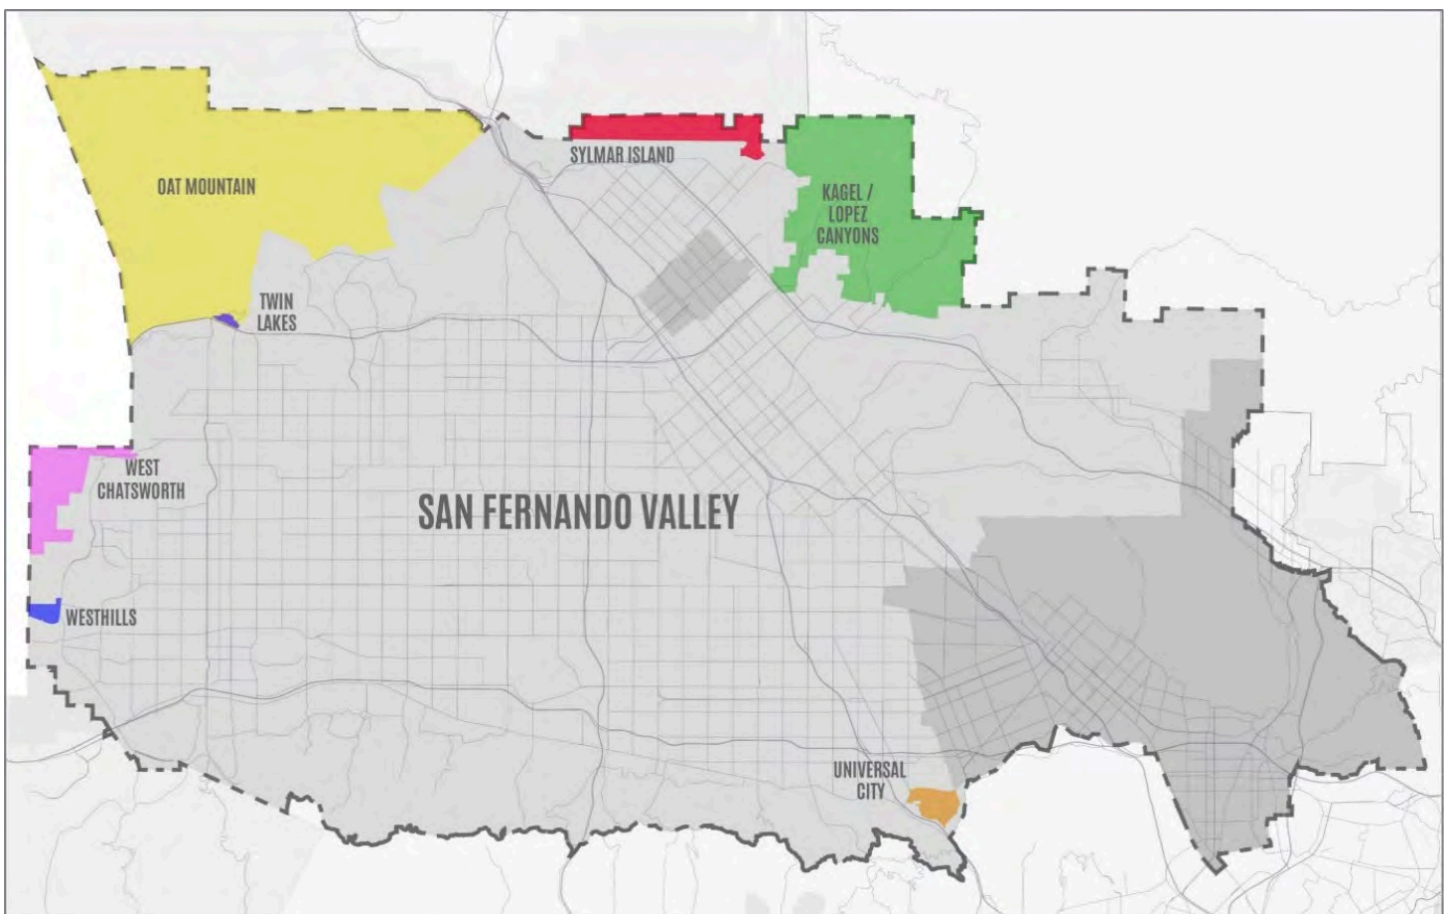 SYLMAR ISLAND
OAT MOUNTAIN
KAGEL /
LOPEZ
CANYONS
TWIN
LAKES
WEST
CHATSWORTH
SAN FERNANDO VALLEY
WESTHILLS
UNIVERSAL
CITY